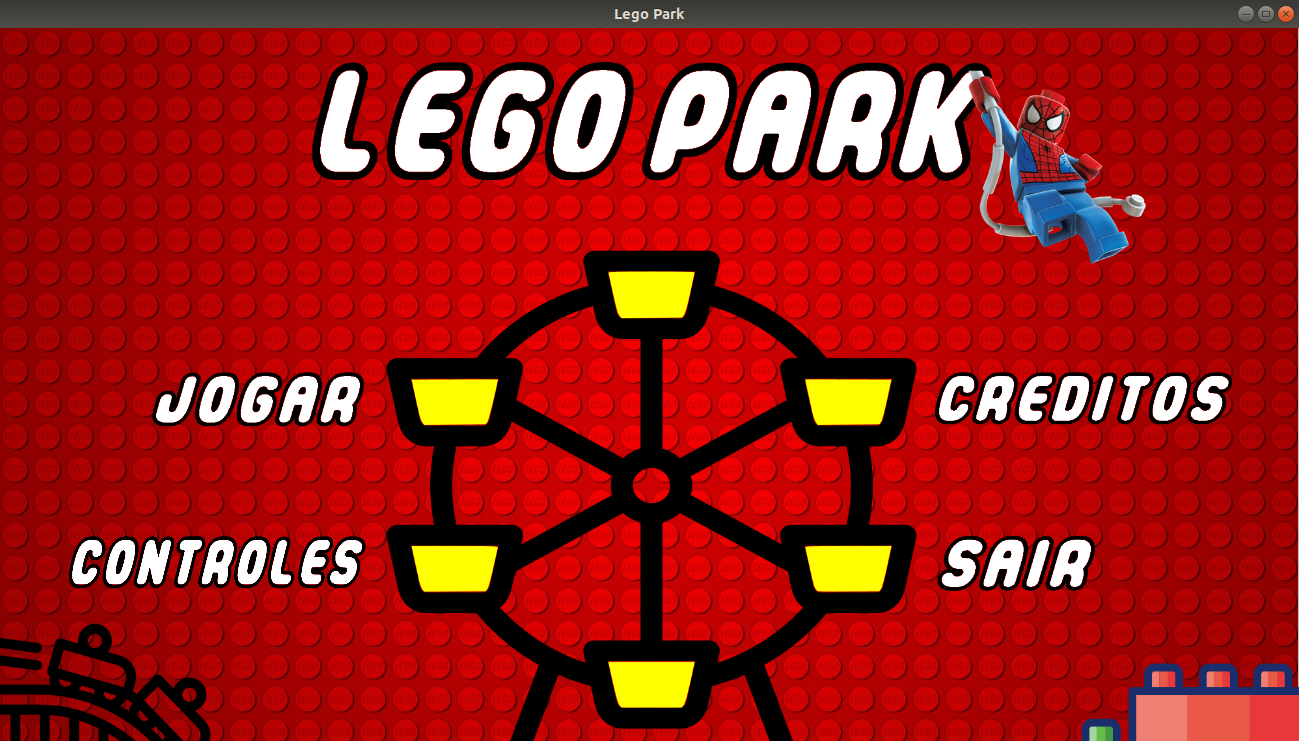 Lego Park
LEGO PARK
JOGAR
CREDITOS
CONTROLES
SAIR